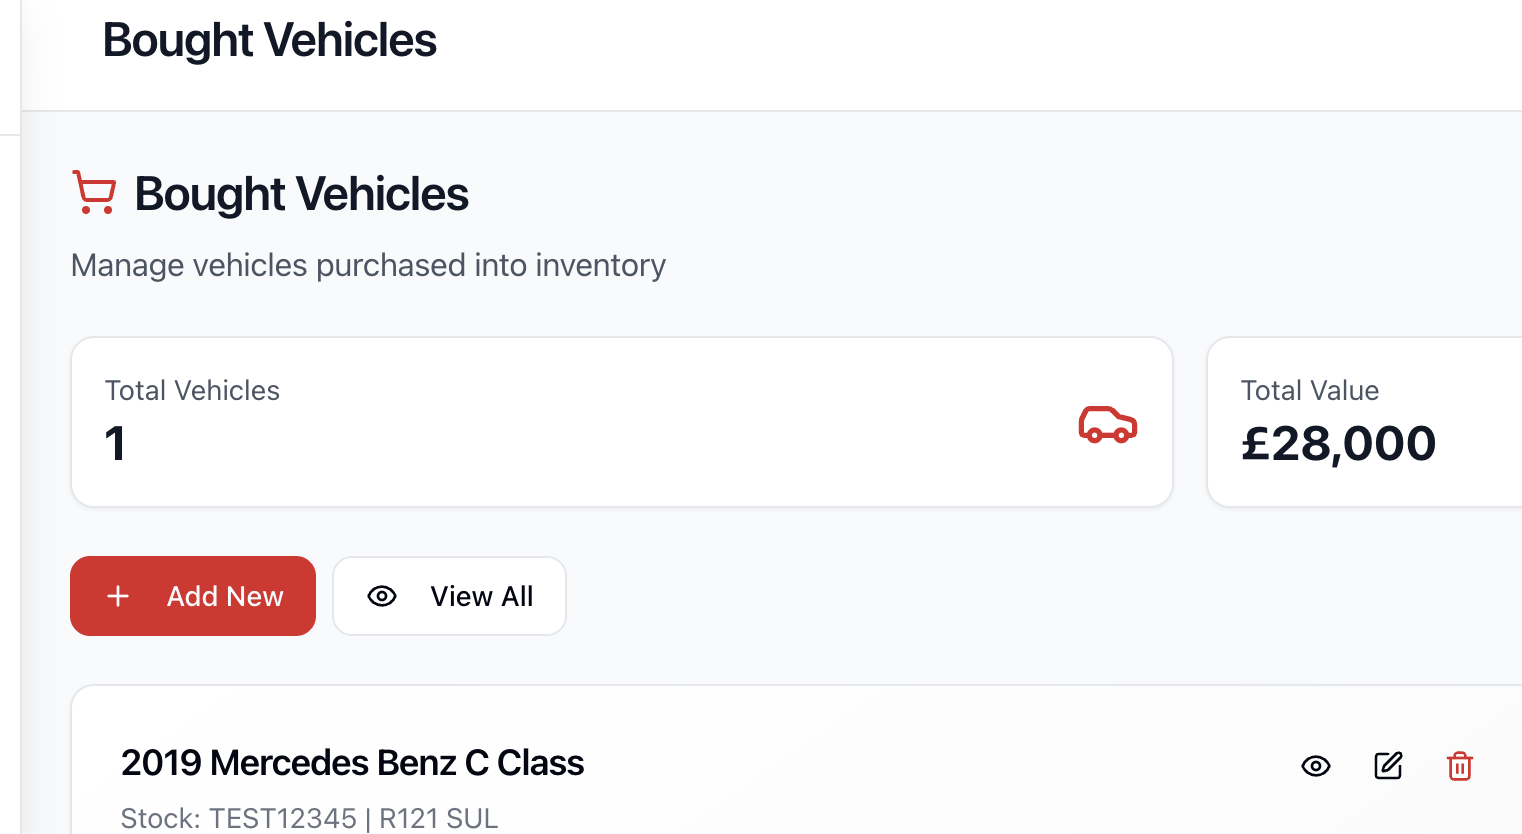 Bought Vehicles
Bought Vehicles
Manage vehicles purchased into inventory
Total Vehicles
1
Total Value
£28,000
Add New
View All
2019 Mercedes Benz C Class
Stock: TEST12345 | R121 SUL